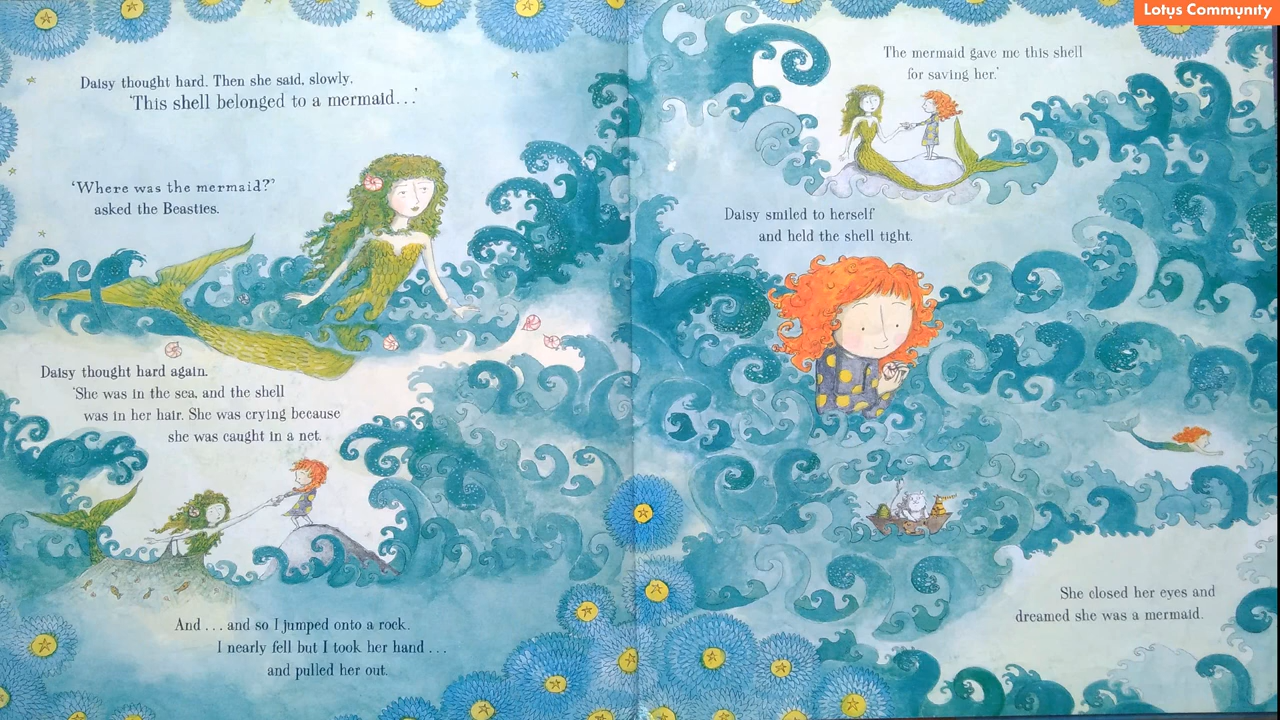 Lotus Community
Daisy thought hard. Then she said, slowly,
'This shell belonged to a mermaid...'
'Where was the mermaid?'
asked the Beasties.
Daisy thought hard again.
'She was in the sea, and the shell
was in her hair. She was crying because
she was caught in a net.
And ... and so I jumped onto a rock.
I nearly fell but I took her hand ...
and pulled her out.
The mermaid gave me this shell
for saving her.'
Daisy smiled to herself
and held the shell tight.
She closed her eyes and
dreamed she was a mermaid.